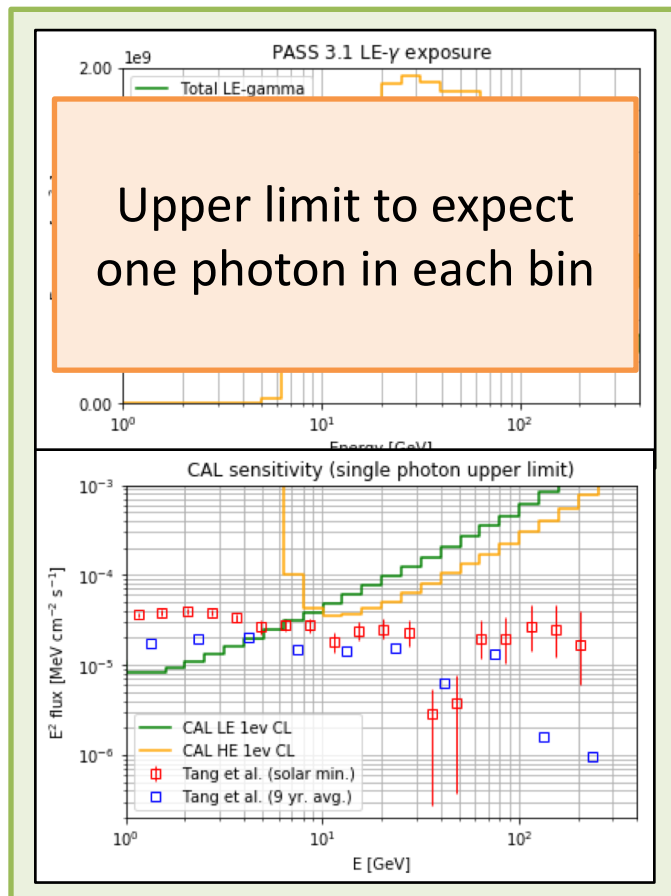 PASS 3.1 LE-γ exposure
1e9
2.00
Total LE-gamma
Upper limit to expect
one photon in each bin
0.00
10⁰
10¹
10²
Energy [GeV]
CAL sensitivity (single photon upper limit)
10⁻³
10⁻⁴
10⁻⁵
10⁻⁶
E² flux [MeV cm⁻² s⁻¹]
CAL LE 1ev CL
CAL HE 1ev CL
Tang et al. (solar min.)
Tang et al. (9 yr. avg.)
10⁰
10¹
10²
E [GeV]